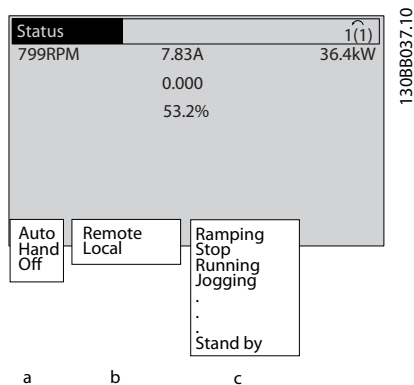 Status
1(1)
799RPM 7.83A 36.4kW
0.000
53.2%
130BB037.10
Auto
Hand
Off
Remote
Local
Ramping
Stop
Running
Jogging
.
.
.
Stand by
a b c